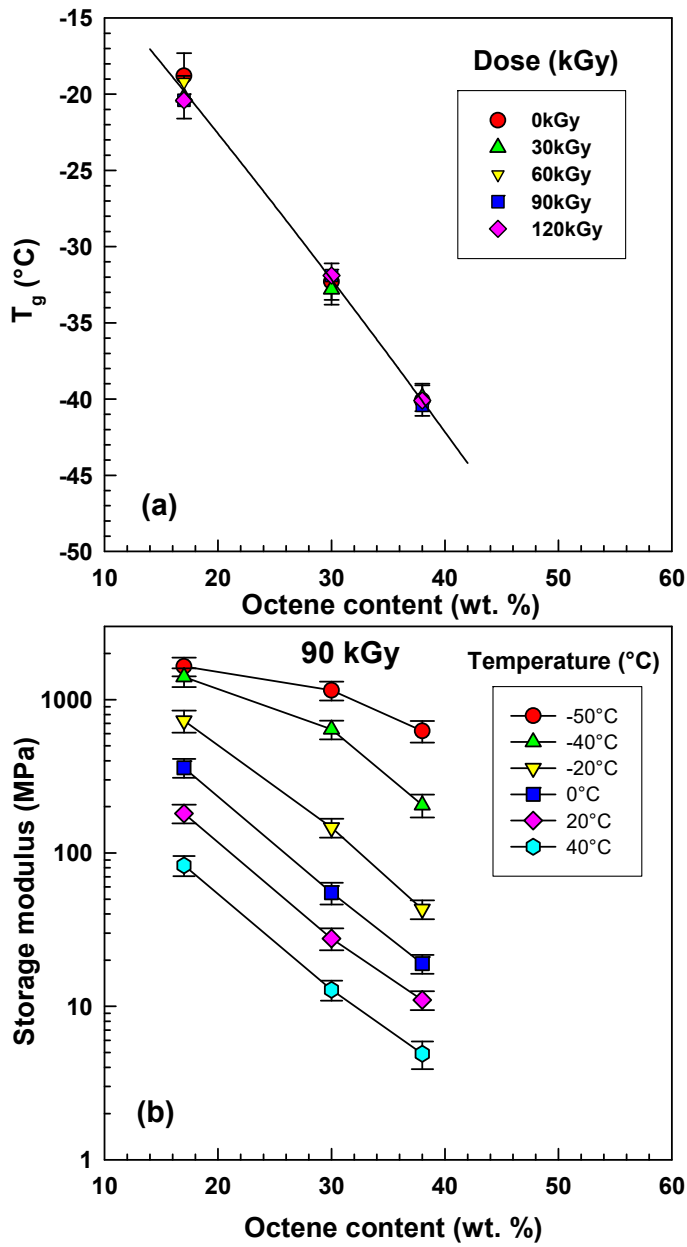 -15
-20
-25
-30
-35
-40
-45
-50
T_g (°C)
Dose (kGy)
0kGy
30kGy
60kGy
90kGy
120kGy
(a)
10 20 30 40 50 60
Octene content (wt. %)
90 kGy
Temperature (°C)
-50°C
-40°C
-20°C
0°C
20°C
40°C
1000
100
10
1
Storage modulus (MPa)
(b)
10 20 30 40 50 60
Octene content (wt. %)